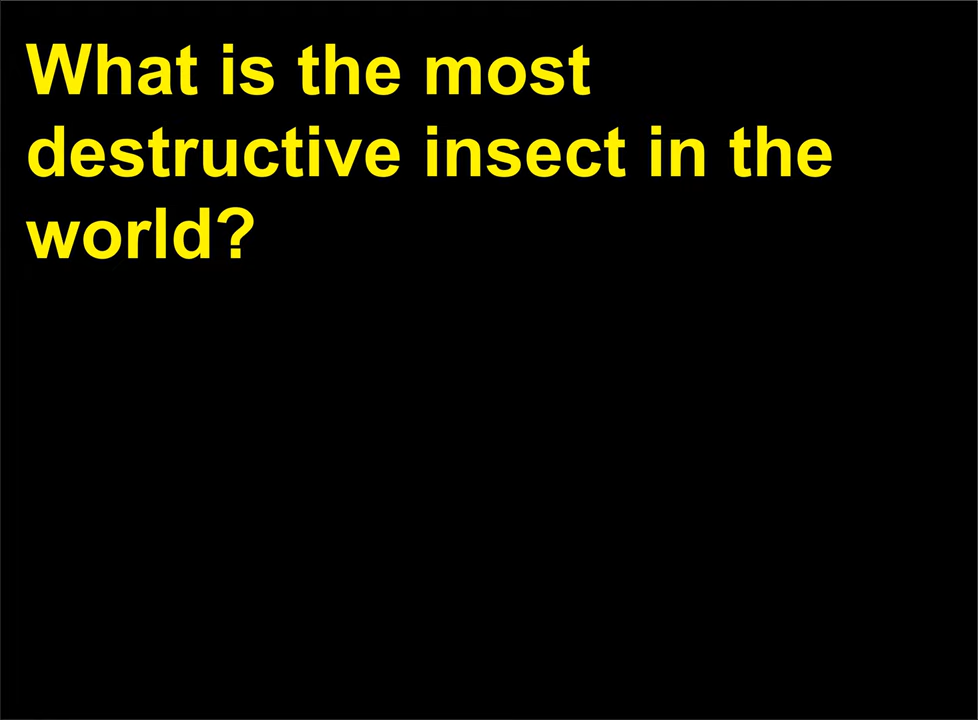 What is the most
destructive insect in the
world?